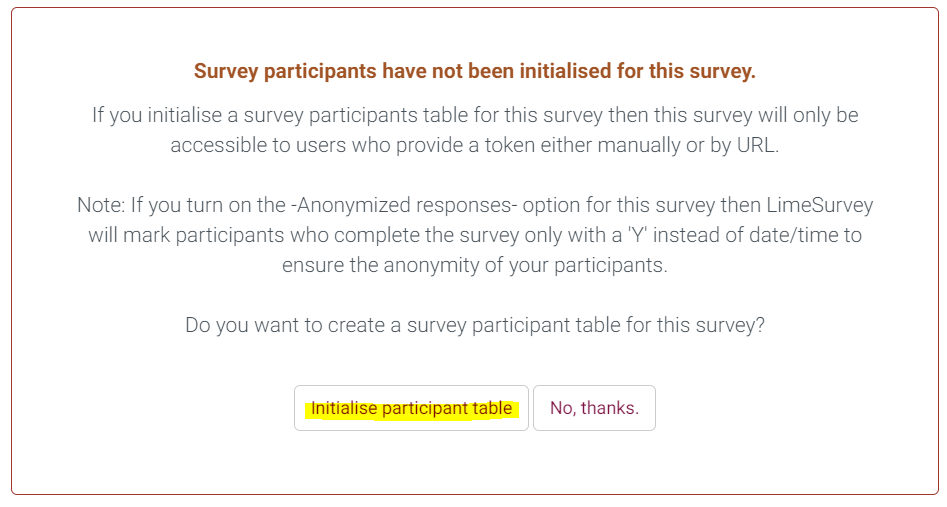 Survey participants have not been initialised for this survey.
If you initialise a survey participants table for this survey then this survey will only be
accessible to users who provide a token either manually or by URL.
Note: If you turn on the -Anonymized responses- option for this survey then LimeSurvey
will mark participants who complete the survey only with a 'Y' instead of date/time to
ensure the anonymity of your participants.
Do you want to create a survey participant table for this survey?
Initialise participant table No, thanks.